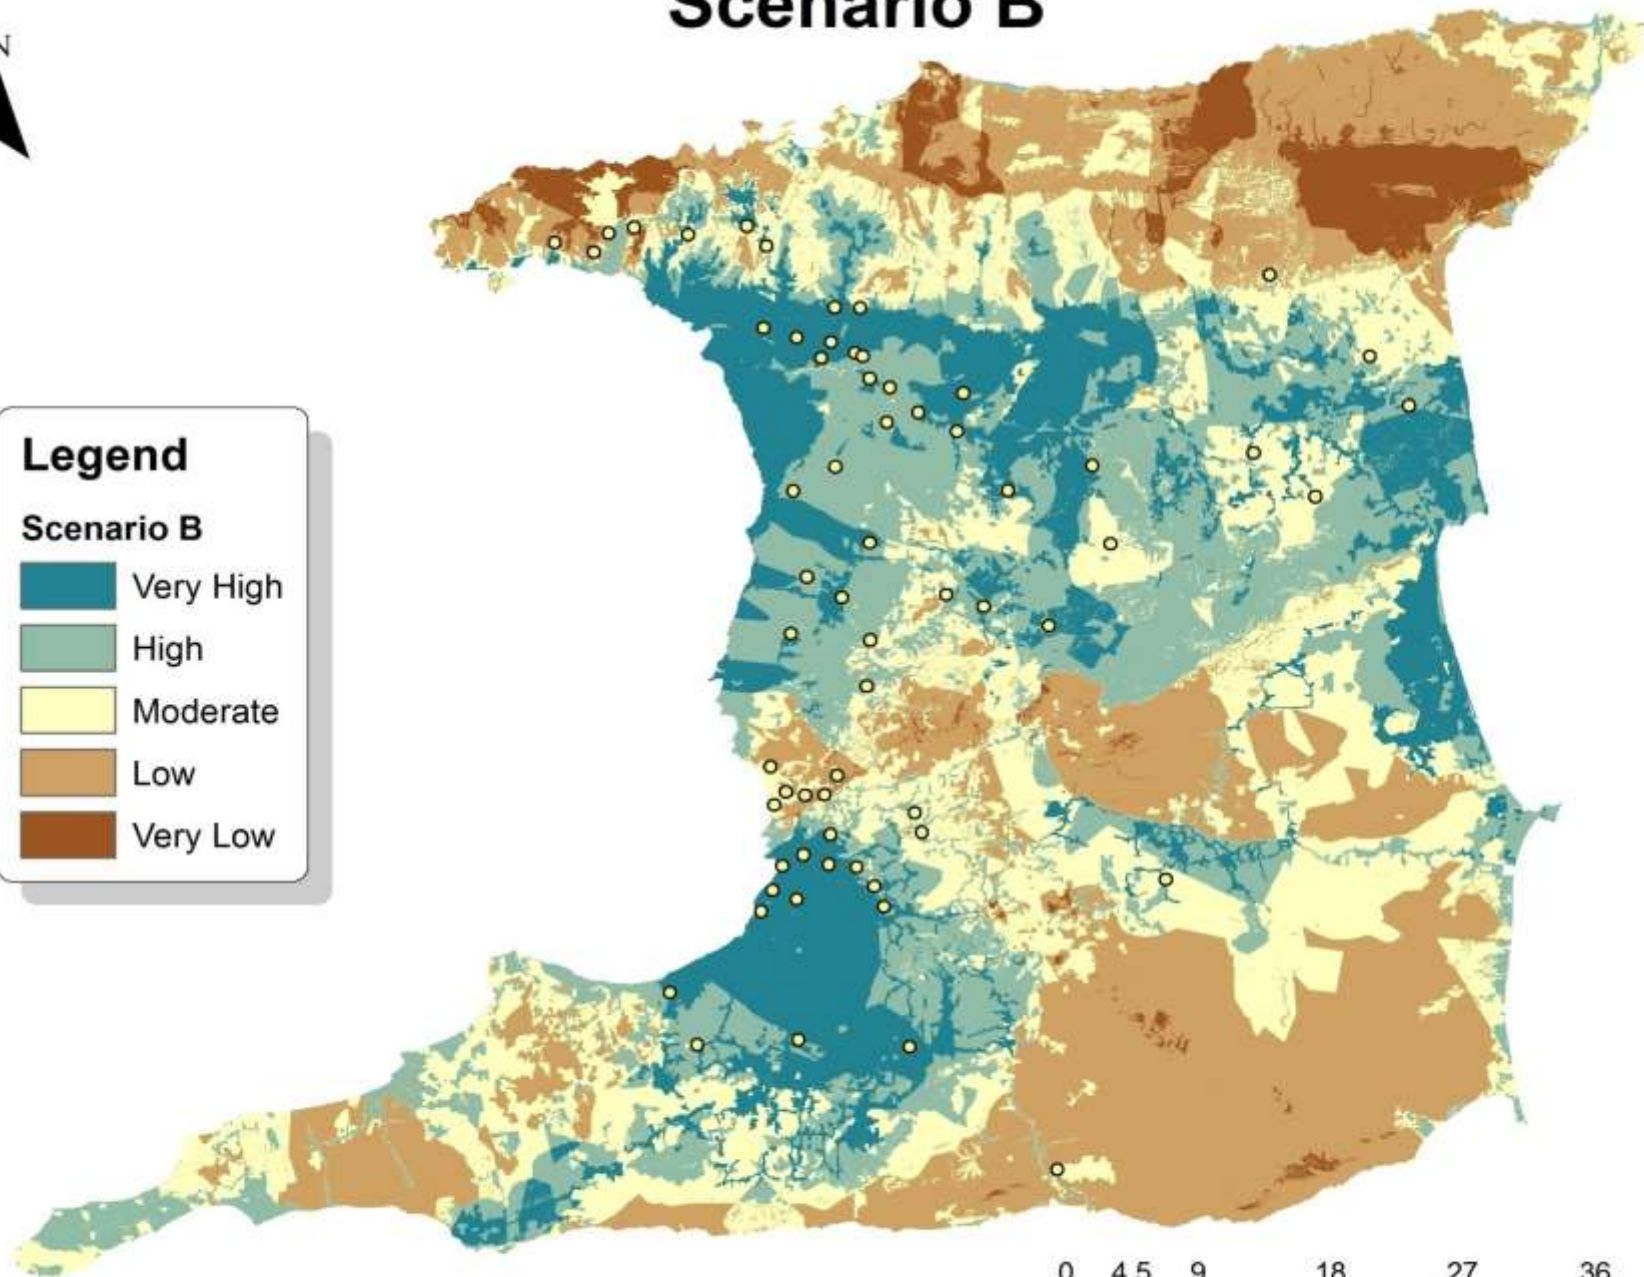 Scenario B
N
Legend
Scenario B
Very High
High
Moderate
Low
Very Low
0 4.5 9 18 27 36